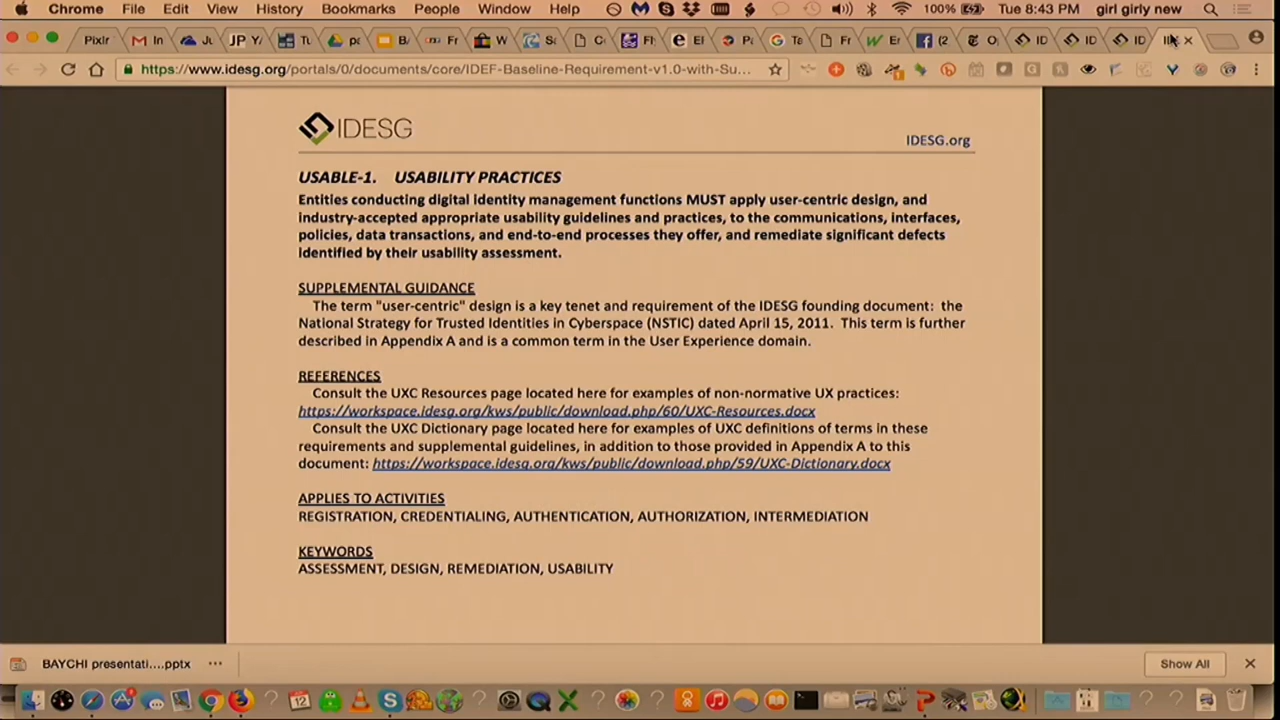 Chrome File Edit View History Bookmarks People Window Help 100% Tue 8:43 PM girl girly new
Pixlr In JP Fr W (2 ID ID ID
https://www.idesg.org/portals/0/documents/core/IDEF-Baseline-Requirement-v1.0-with-Su...
IDESG
IDESG.org
USABLE-1. USABILITY PRACTICES
Entities conducting digital identity management functions MUST apply user-centric design, and
industry-accepted appropriate usability guidelines and practices, to the communications, interfaces,
policies, data transactions, and end-to-end processes they offer, and remediate significant defects
identified by their usability assessment.
SUPPLEMENTAL GUIDANCE
The term "user-centric" design is a key tenet and requirement of the IDESG founding document: the
National Strategy for Trusted Identities in Cyberspace (NSTIC) dated April 15, 2011. This term is further
described in Appendix A and is a common term in the User Experience domain.
REFERENCES
Consult the UXC Resources page located here for examples of non-normative UX practices:
https://workspace.idesg.org/kws/public/download.php/60/UXC-Resources.docx
Consult the UXC Dictionary page located here for examples of UXC definitions of terms in these
requirements and supplemental guidelines, in addition to those provided in Appendix A to this
document: https://workspace.idesg.org/kws/public/download.php/59/UXC-Dictionary.docx
APPLIES TO ACTIVITIES
REGISTRATION, CREDENTIALING, AUTHENTICATION, AUTHORIZATION, INTERMEDIATION
KEYWORDS
ASSESSMENT, DESIGN, REMEDIATION, USABILITY
BAYCHI presentati....pptx
Show All